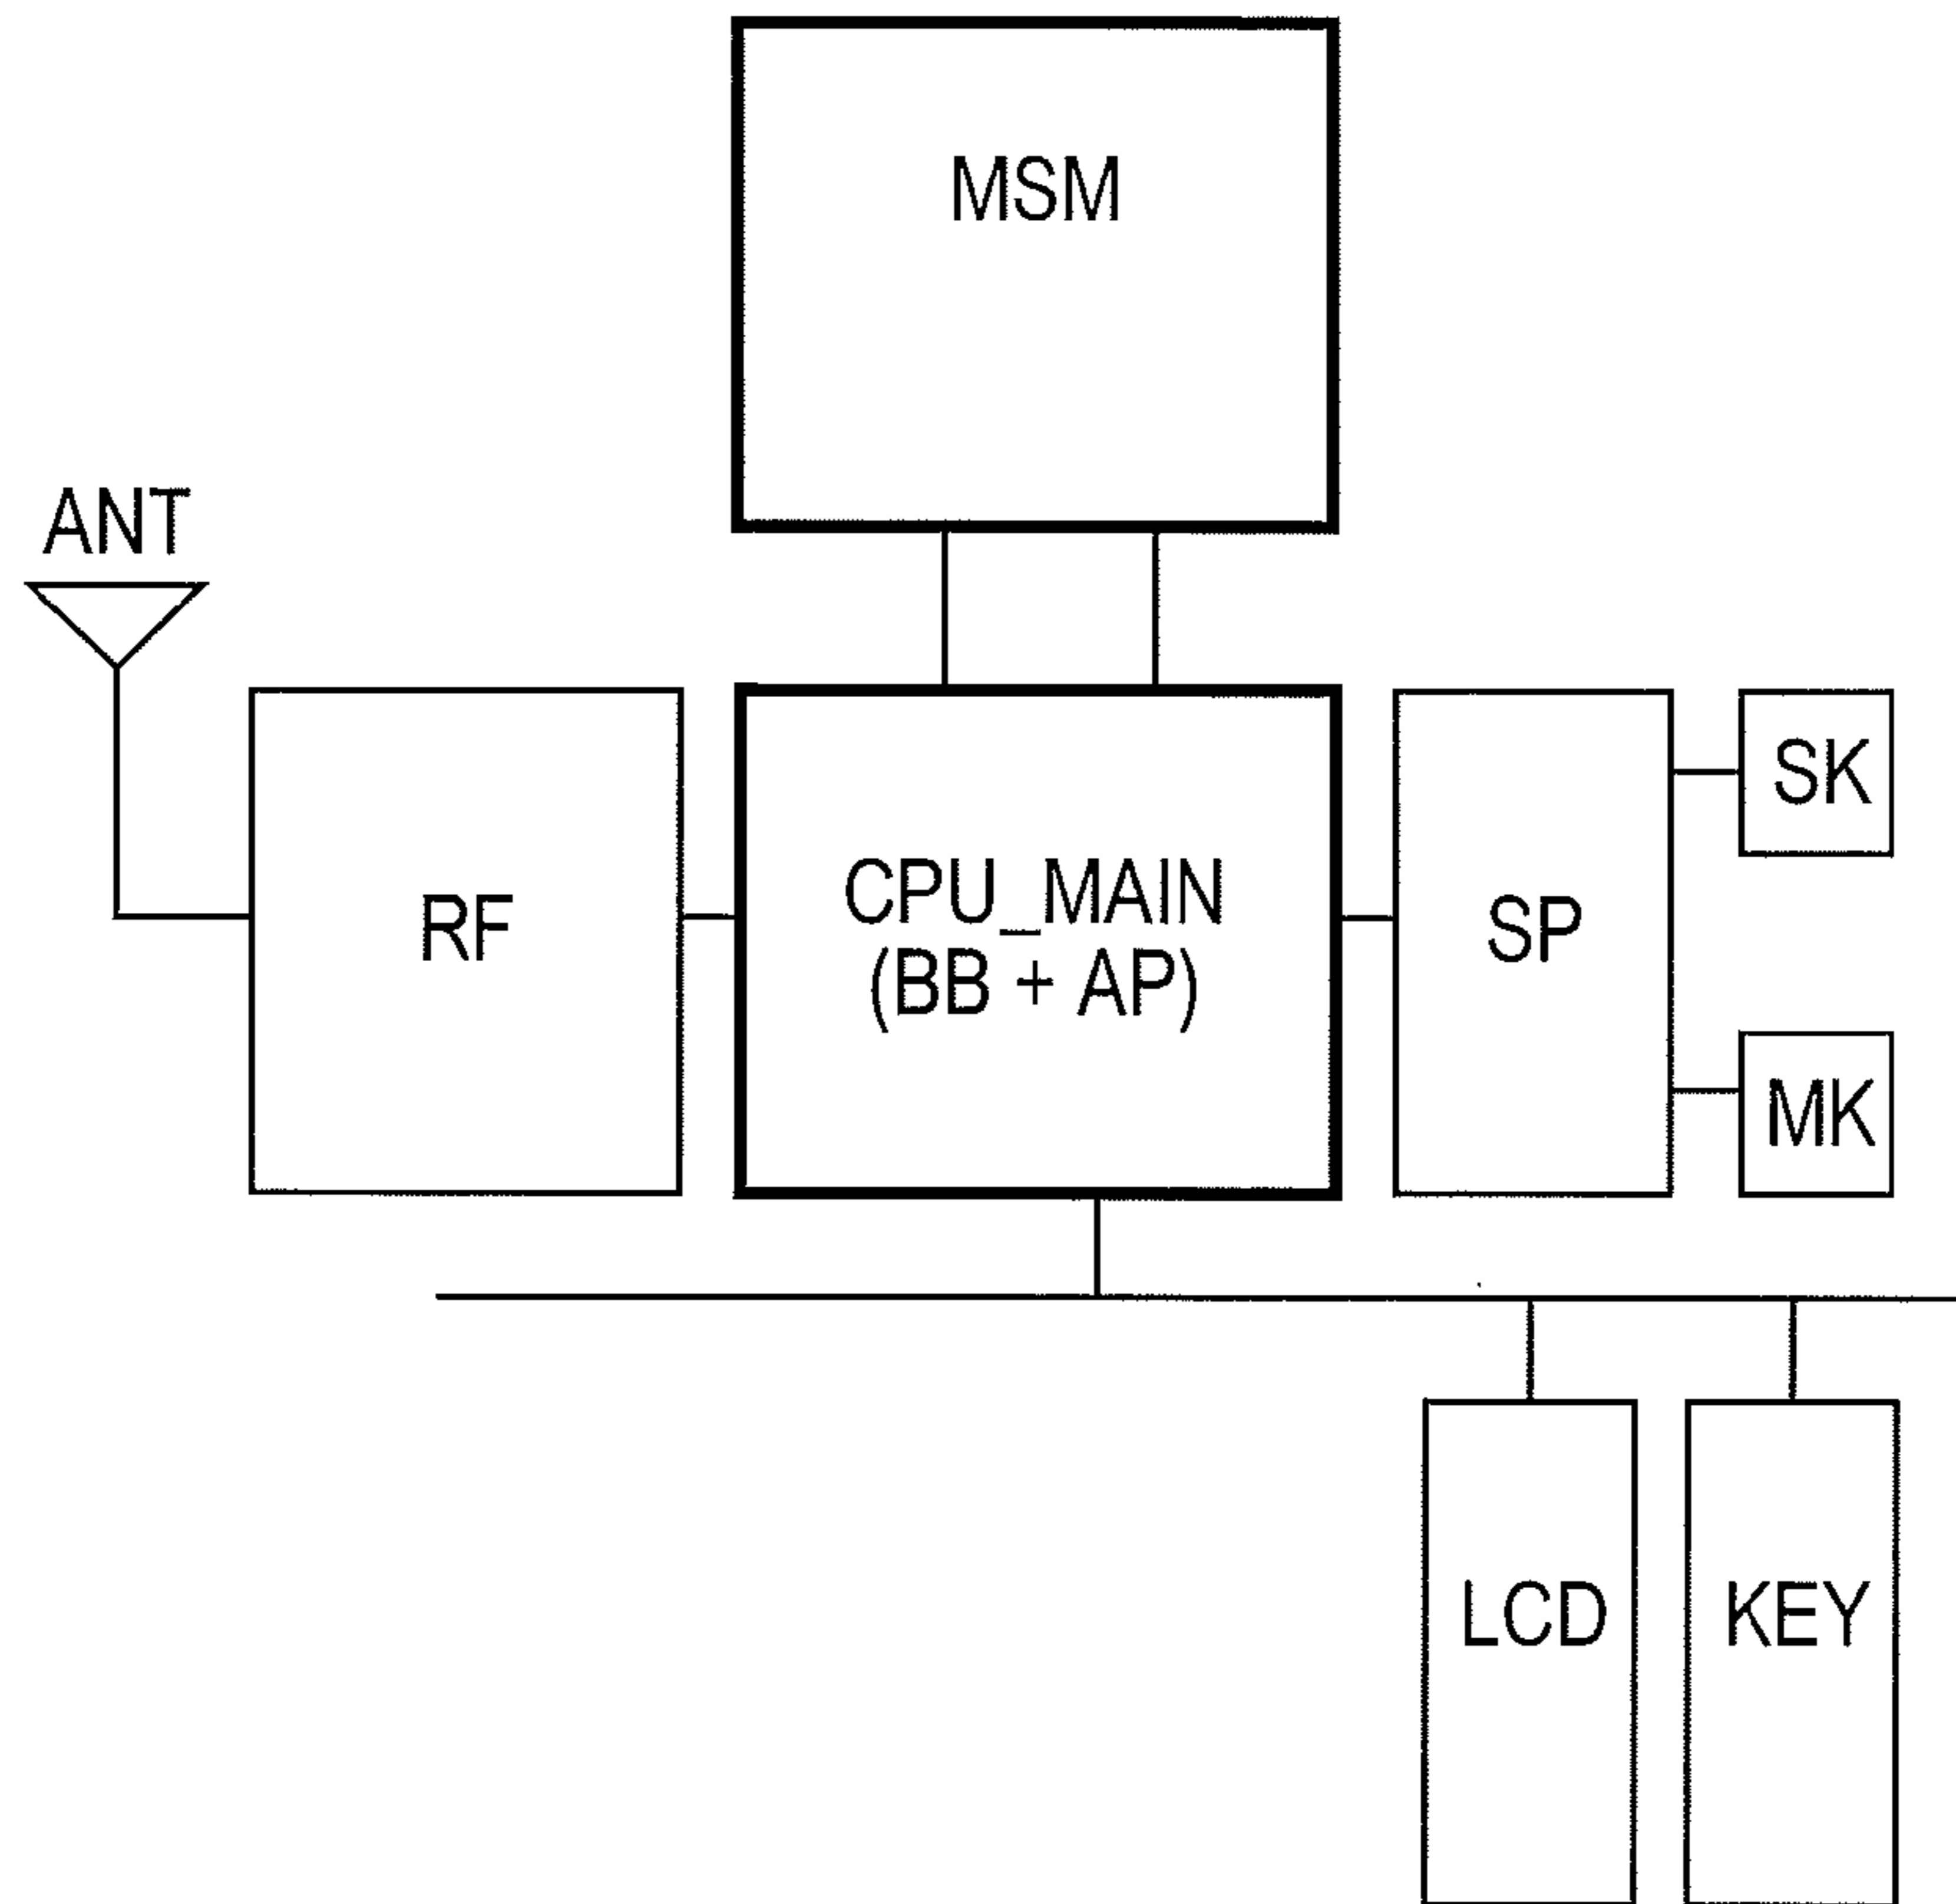 MSM
ANT
RF
CPU_MAIN
(BB + AP)
SP
SK
MK
LCD
KEY